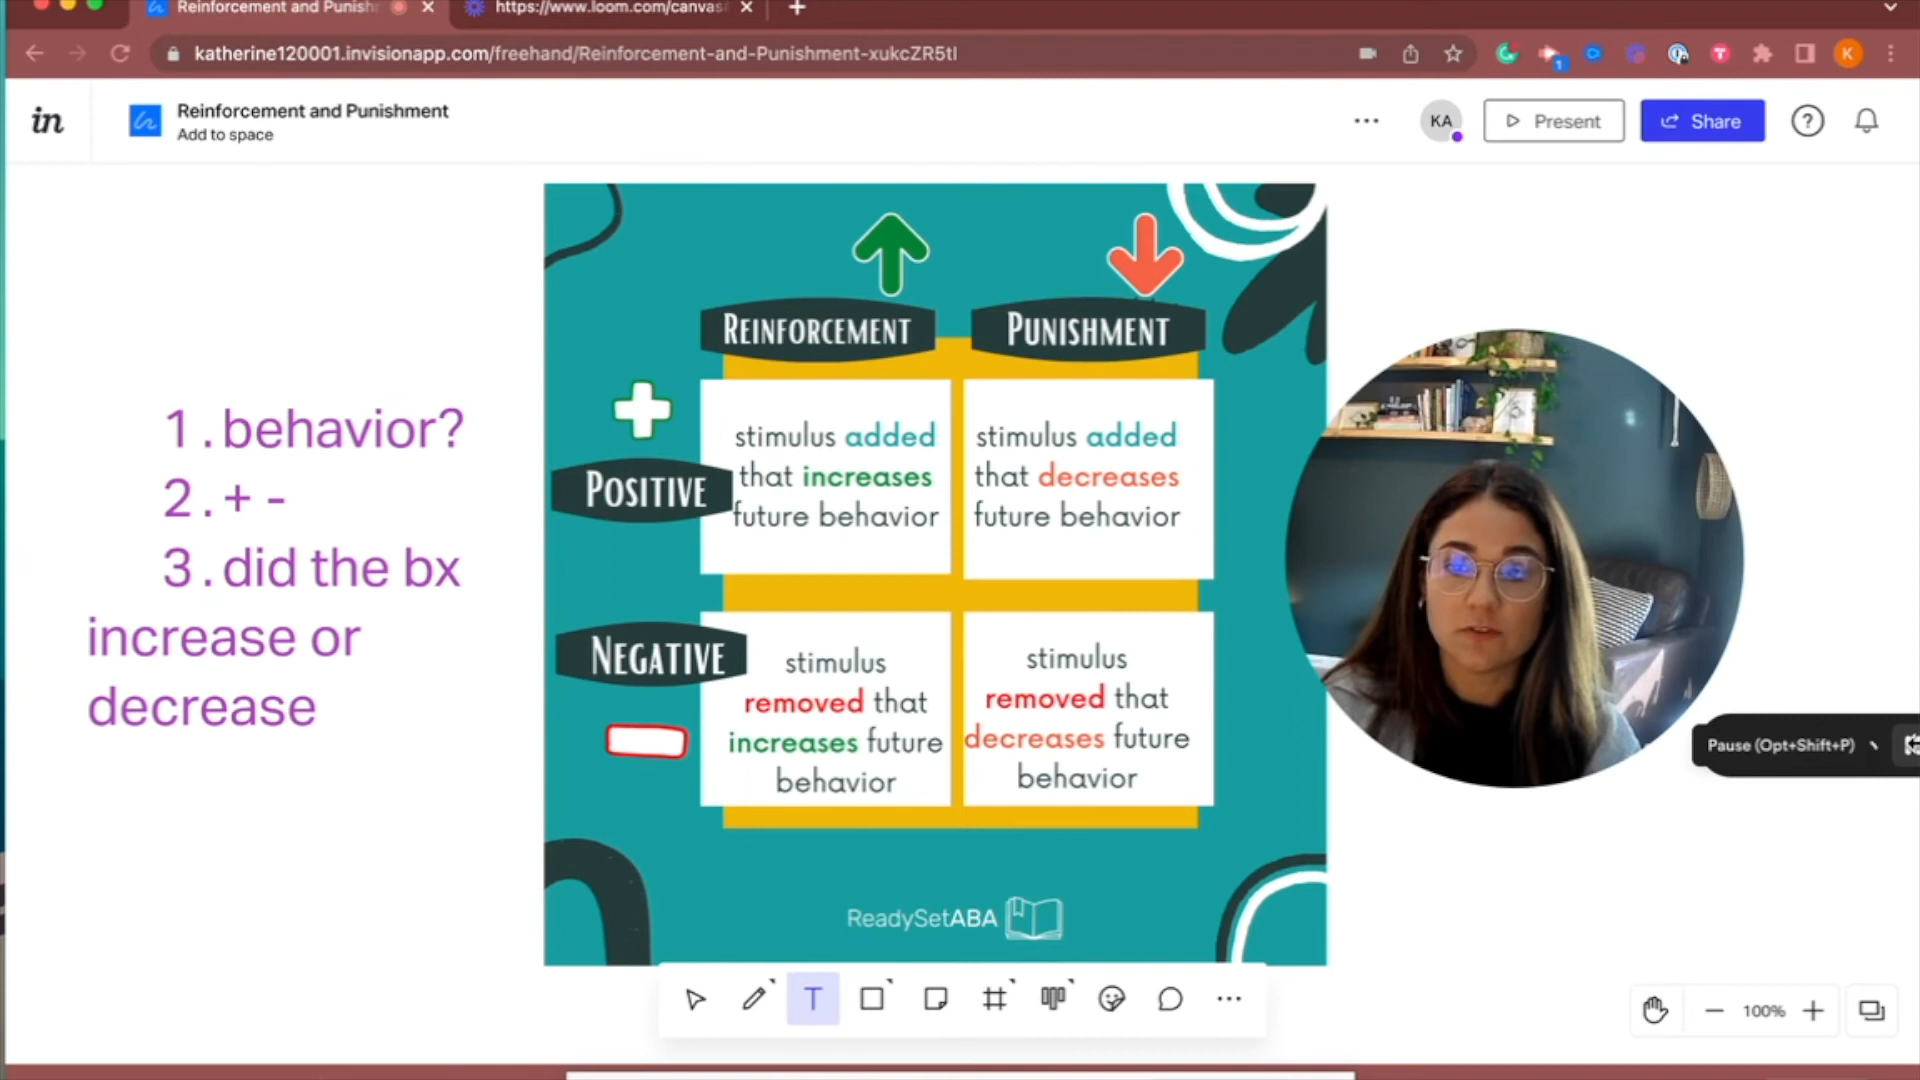 Reinforcement and Punish
https://www.loom.com/canvas
katherine120001.invisionapp.com/freehand/Reinforcement-and-Punishment-xukcZR5tI
1
K
in
Reinforcement and Punishment
Add to space
KA
Present
Share
?
REINFORCEMENT
PUNISHMENT
POSITIVE
stimulus added
that increases
future behavior
stimulus added
that decreases
future behavior
NEGATIVE
stimulus
removed that
increases future
behavior
stimulus
removed that
decreases future
behavior
ReadySetABA
1. behavior?
2. + -
3. did the bx
increase or
decrease
Pause (Opt+Shift+P)
T
100%